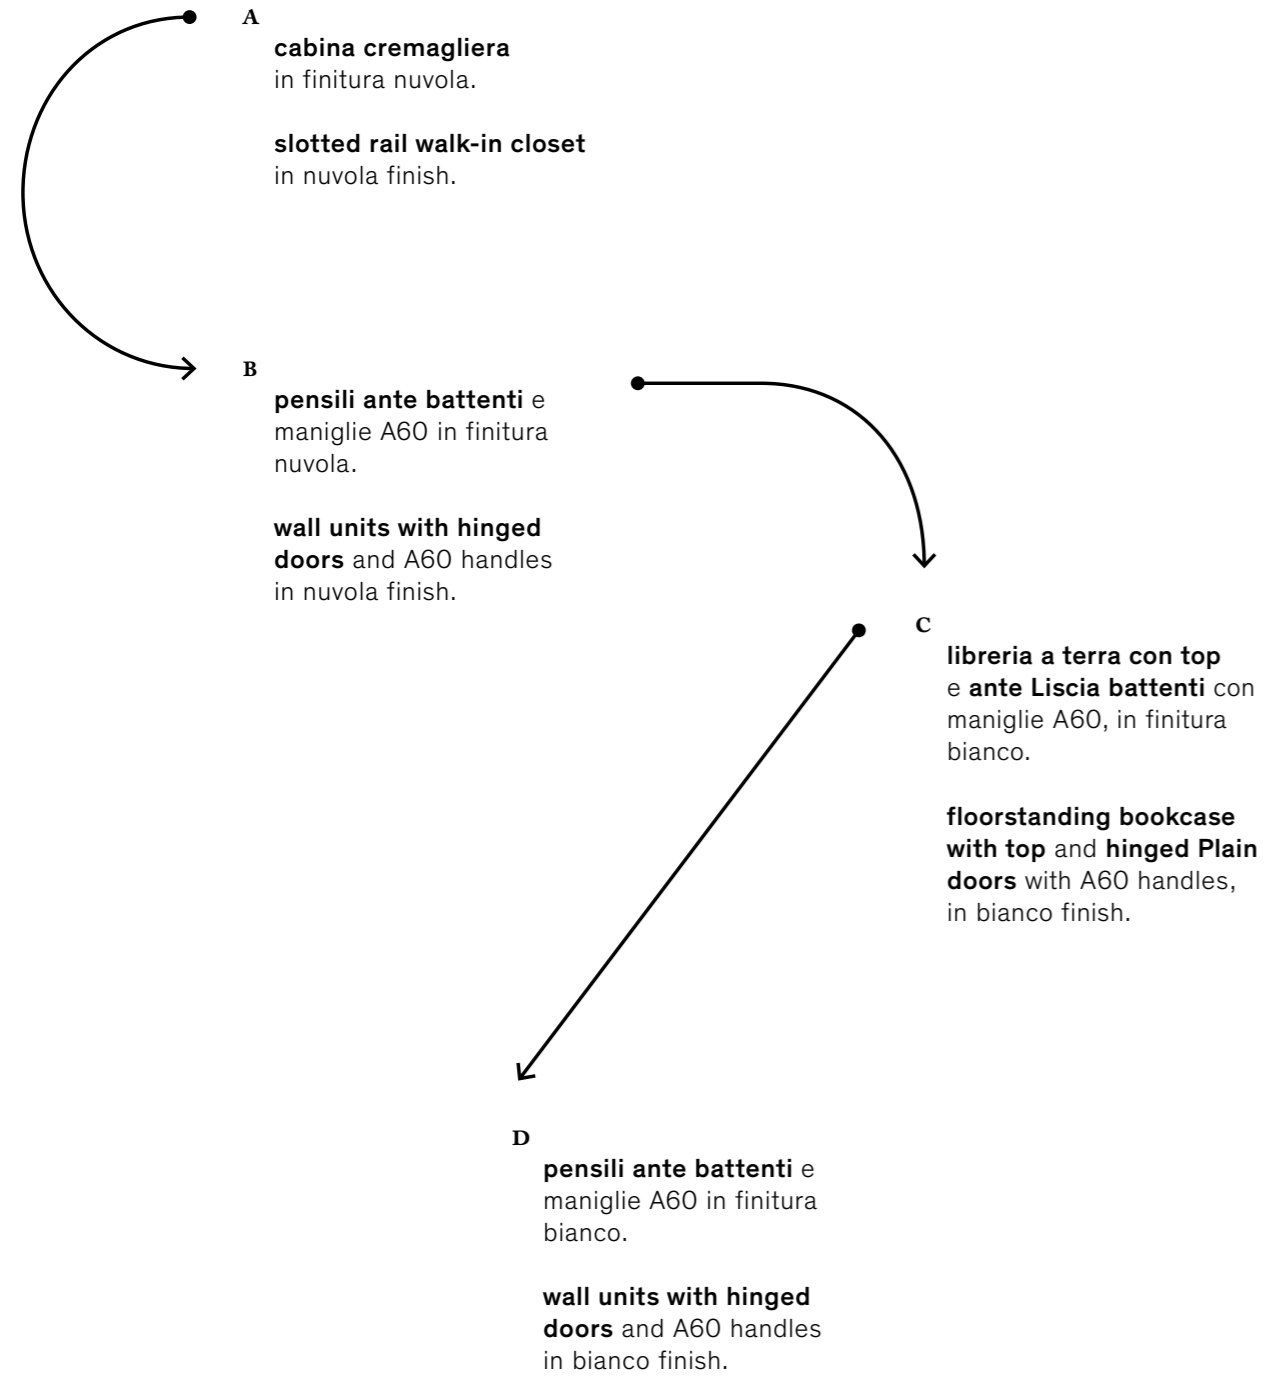 A
cabina cremagliera
in finitura nuvola.
slotted rail walk-in closet
in nuvola finish.
B
pensili ante battenti e
maniglie A60 in finitura
nuvola.
wall units with hinged
doors and A60 handles
in nuvola finish.
C
libreria a terra con top
e ante Liscia battenti con
maniglie A60, in finitura
bianco.
floorstanding bookcase
with top and hinged Plain
doors with A60 handles,
in bianco finish.
D
pensili ante battenti e
maniglie A60 in finitura
bianco.
wall units with hinged
doors and A60 handles
in bianco finish.